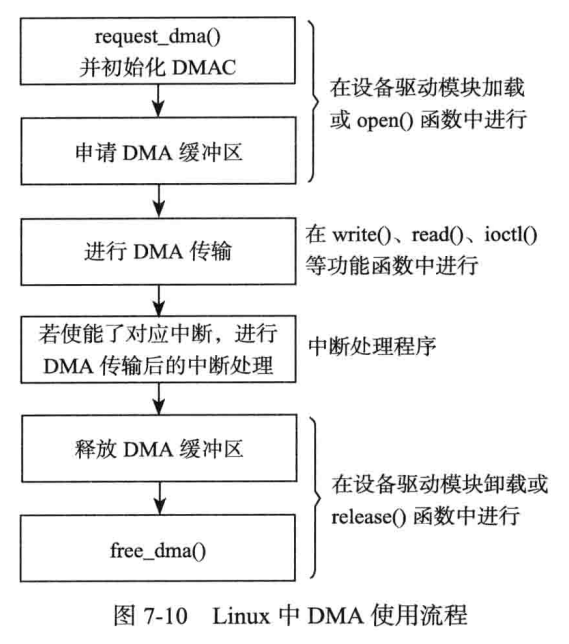 request_dma()
并初始化 DMAC
在设备驱动模块加载
或 open() 函数中进行
申请 DMA 缓冲区
进行 DMA 传输
在 write()、read()、ioctl()
等功能函数中进行
若使能了对应中断，进行
DMA 传输后的中断处理
中断处理程序
释放 DMA 缓冲区
在设备驱动模块卸载或
release() 函数中进行
free_dma()
图 7-10 Linux 中 DMA 使用流程